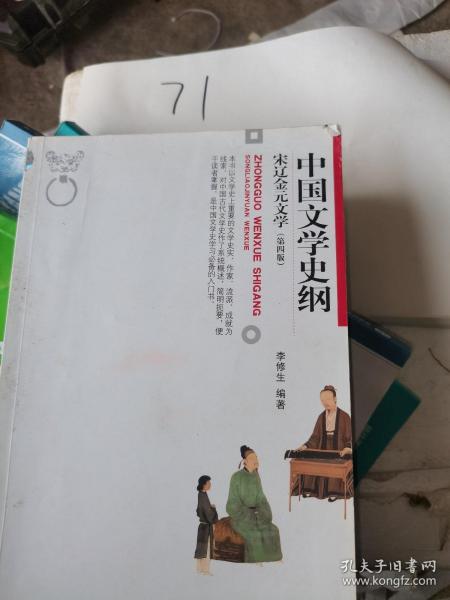 71
中国文学史纲
宋辽金元文学（第四版）
ZHONGGUO WENXUE SHIGANG
SONGLIAOJINYUAN WENXUE
本书以文学史上重要的文学史实、作家、流派、成就为
线索，对中国古代文学史作了系统概述，简明扼要，便
于读者掌握，是中国文学史学习必备的入门书。
李修生 编著
孔夫子旧书网
www.kongfz.com